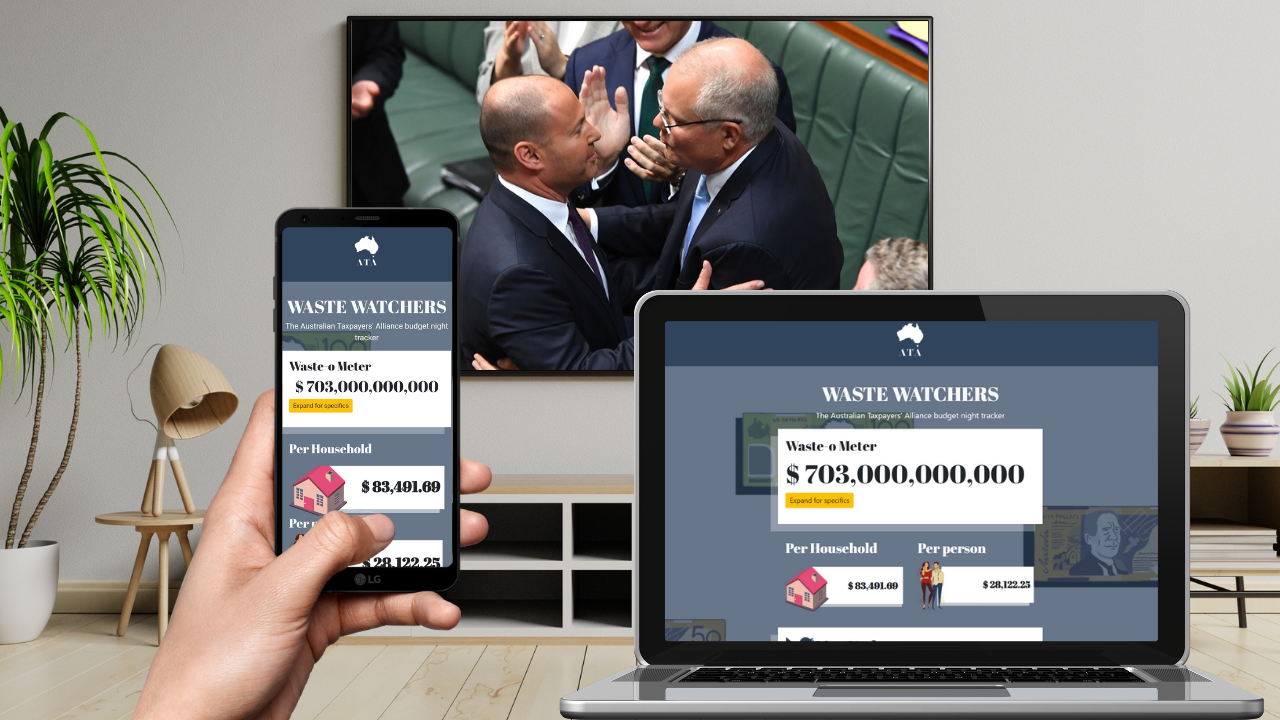 ATA
WASTE WATCHERS
The Australian Taxpayers' Alliance budget night
tracker
Waste-o Meter
$ 703,000,000,000
Expand for specifics
Per Household
$ 83,491.69
Per
$ 28,122.25
LG
ATA
WASTE WATCHERS
The Australian Taxpayers' Alliance budget night tracker
Waste-o Meter
$ 703,000,000,000
Expand for specifics
Per Household
Per person
$ 83,491.69
$ 28,122.25
100
50